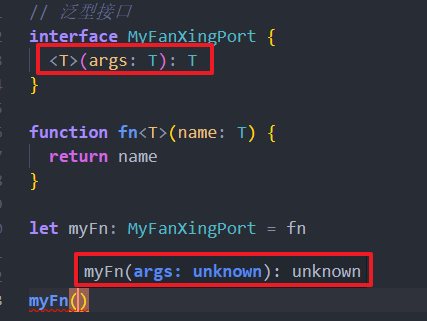 // 泛型接口
interface MyFanXingPort {
<T>(args: T): T
}
function fn<T>(name: T) {
return name
}
let myFn: MyFanXingPort = fn
myFn(args: unknown): unknown
myFn()